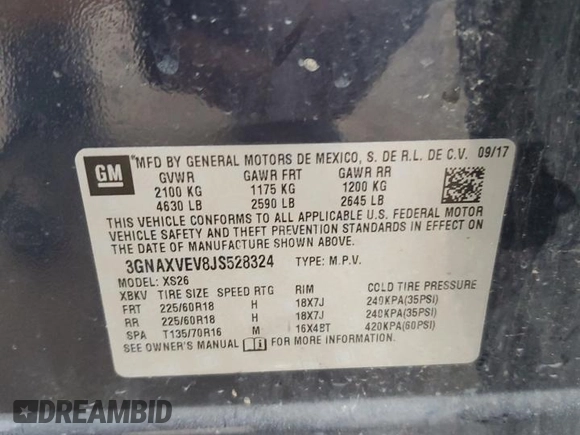 GM
*MFD BY GENERAL MOTORS DE MEXICO, S. DE R.L. DE C.V. 09/17
GVWR GAWR FRT GAWR RR
2100 KG 1175 KG 1200 KG
4630 LB 2590 LB 2645 LB
THIS VEHICLE CONFORMS TO ALL APPLICABLE U.S. FEDERAL MOTOR
VEHICLE SAFETY AND THEFT PREVENTION STANDARDS IN EFFECT ON
THE DATE OF MANUFACTURE SHOWN ABOVE.
3GNAXVEV8JS528324 TYPE: M.P.V.
MODEL: XS26
XBKV TIRE SIZE SPEED RTG RIM COLD TIRE PRESSURE
FRT 225/60R18 H 18X7J 240KPA(35PSI)
RR 225/60R18 H 18X7J 240KPA(35PSI)
SPA T135/70R16 M 16X4BT 420KPA(60PSI)
SEE OWNER'S MANUAL FOR MORE INFORMATION.
DREAMBID